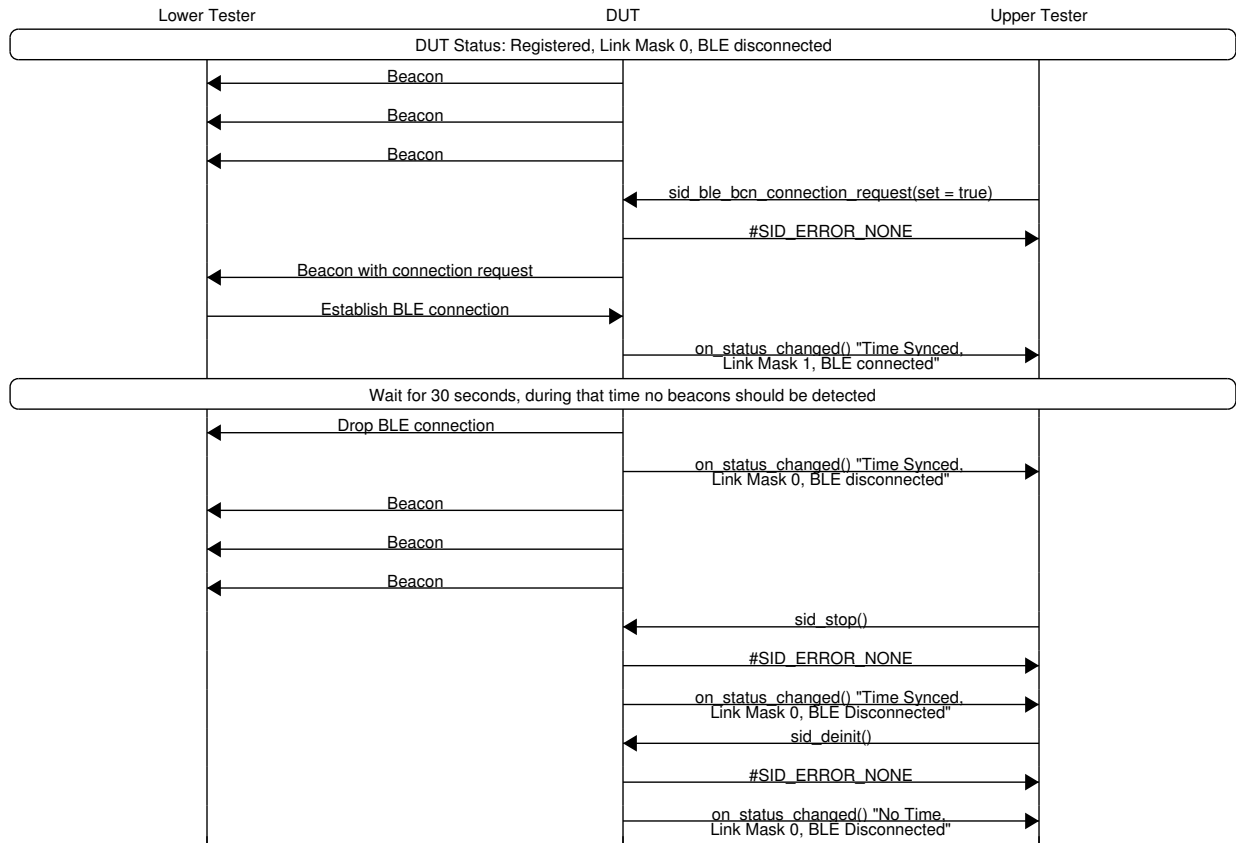 Lower Tester
DUT
Upper Tester
DUT Status: Registered, Link Mask 0, BLE disconnected
Beacon
Beacon
Beacon
sid_ble_bcn_connection_request(set = true)
#SID_ERROR_NONE
Beacon with connection request
Establish BLE connection
on_status_changed() "Time Synced,
Link Mask 1, BLE connected"
Wait for 30 seconds, during that time no beacons should be detected
Drop BLE connection
on_status_changed() "Time Synced,
Link Mask 0, BLE disconnected"
Beacon
Beacon
Beacon
sid_stop()
#SID_ERROR_NONE
on_status_changed() "Time Synced,
Link Mask 0, BLE Disconnected"
sid_deinit()
#SID_ERROR_NONE
on_status_changed() "No Time,
Link Mask 0, BLE Disconnected"